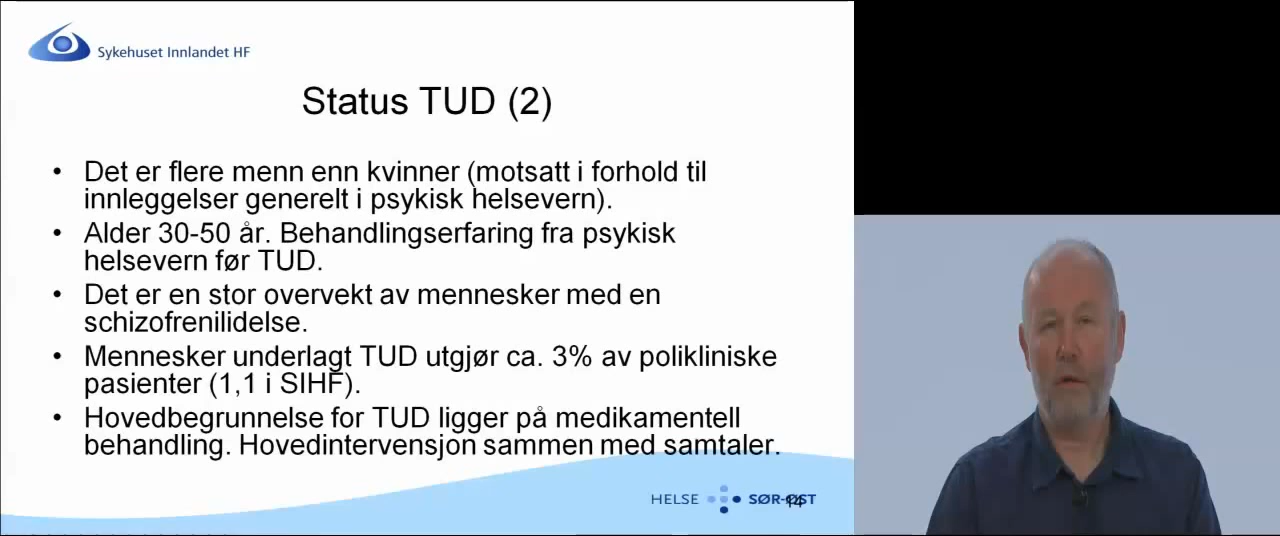 Sykehuset Innlandet HF
Status TUD (2)
• Det er flere menn enn kvinner (motsatt i forhold til
innleggelser generelt i psykisk helsevern).
• Alder 30-50 år. Behandlingserfaring fra psykisk
helsevern før TUD.
• Det er en stor overvekt av mennesker med en
schizofrenilidelse.
• Mennesker underlagt TUD utgjør ca. 3% av polikliniske
pasienter (1,1 i SIHF).
• Hovedbegrunnelse for TUD ligger på medikamentell
behandling. Hovedintervensjon sammen med samtaler.
HELSE SØR-ØST
14